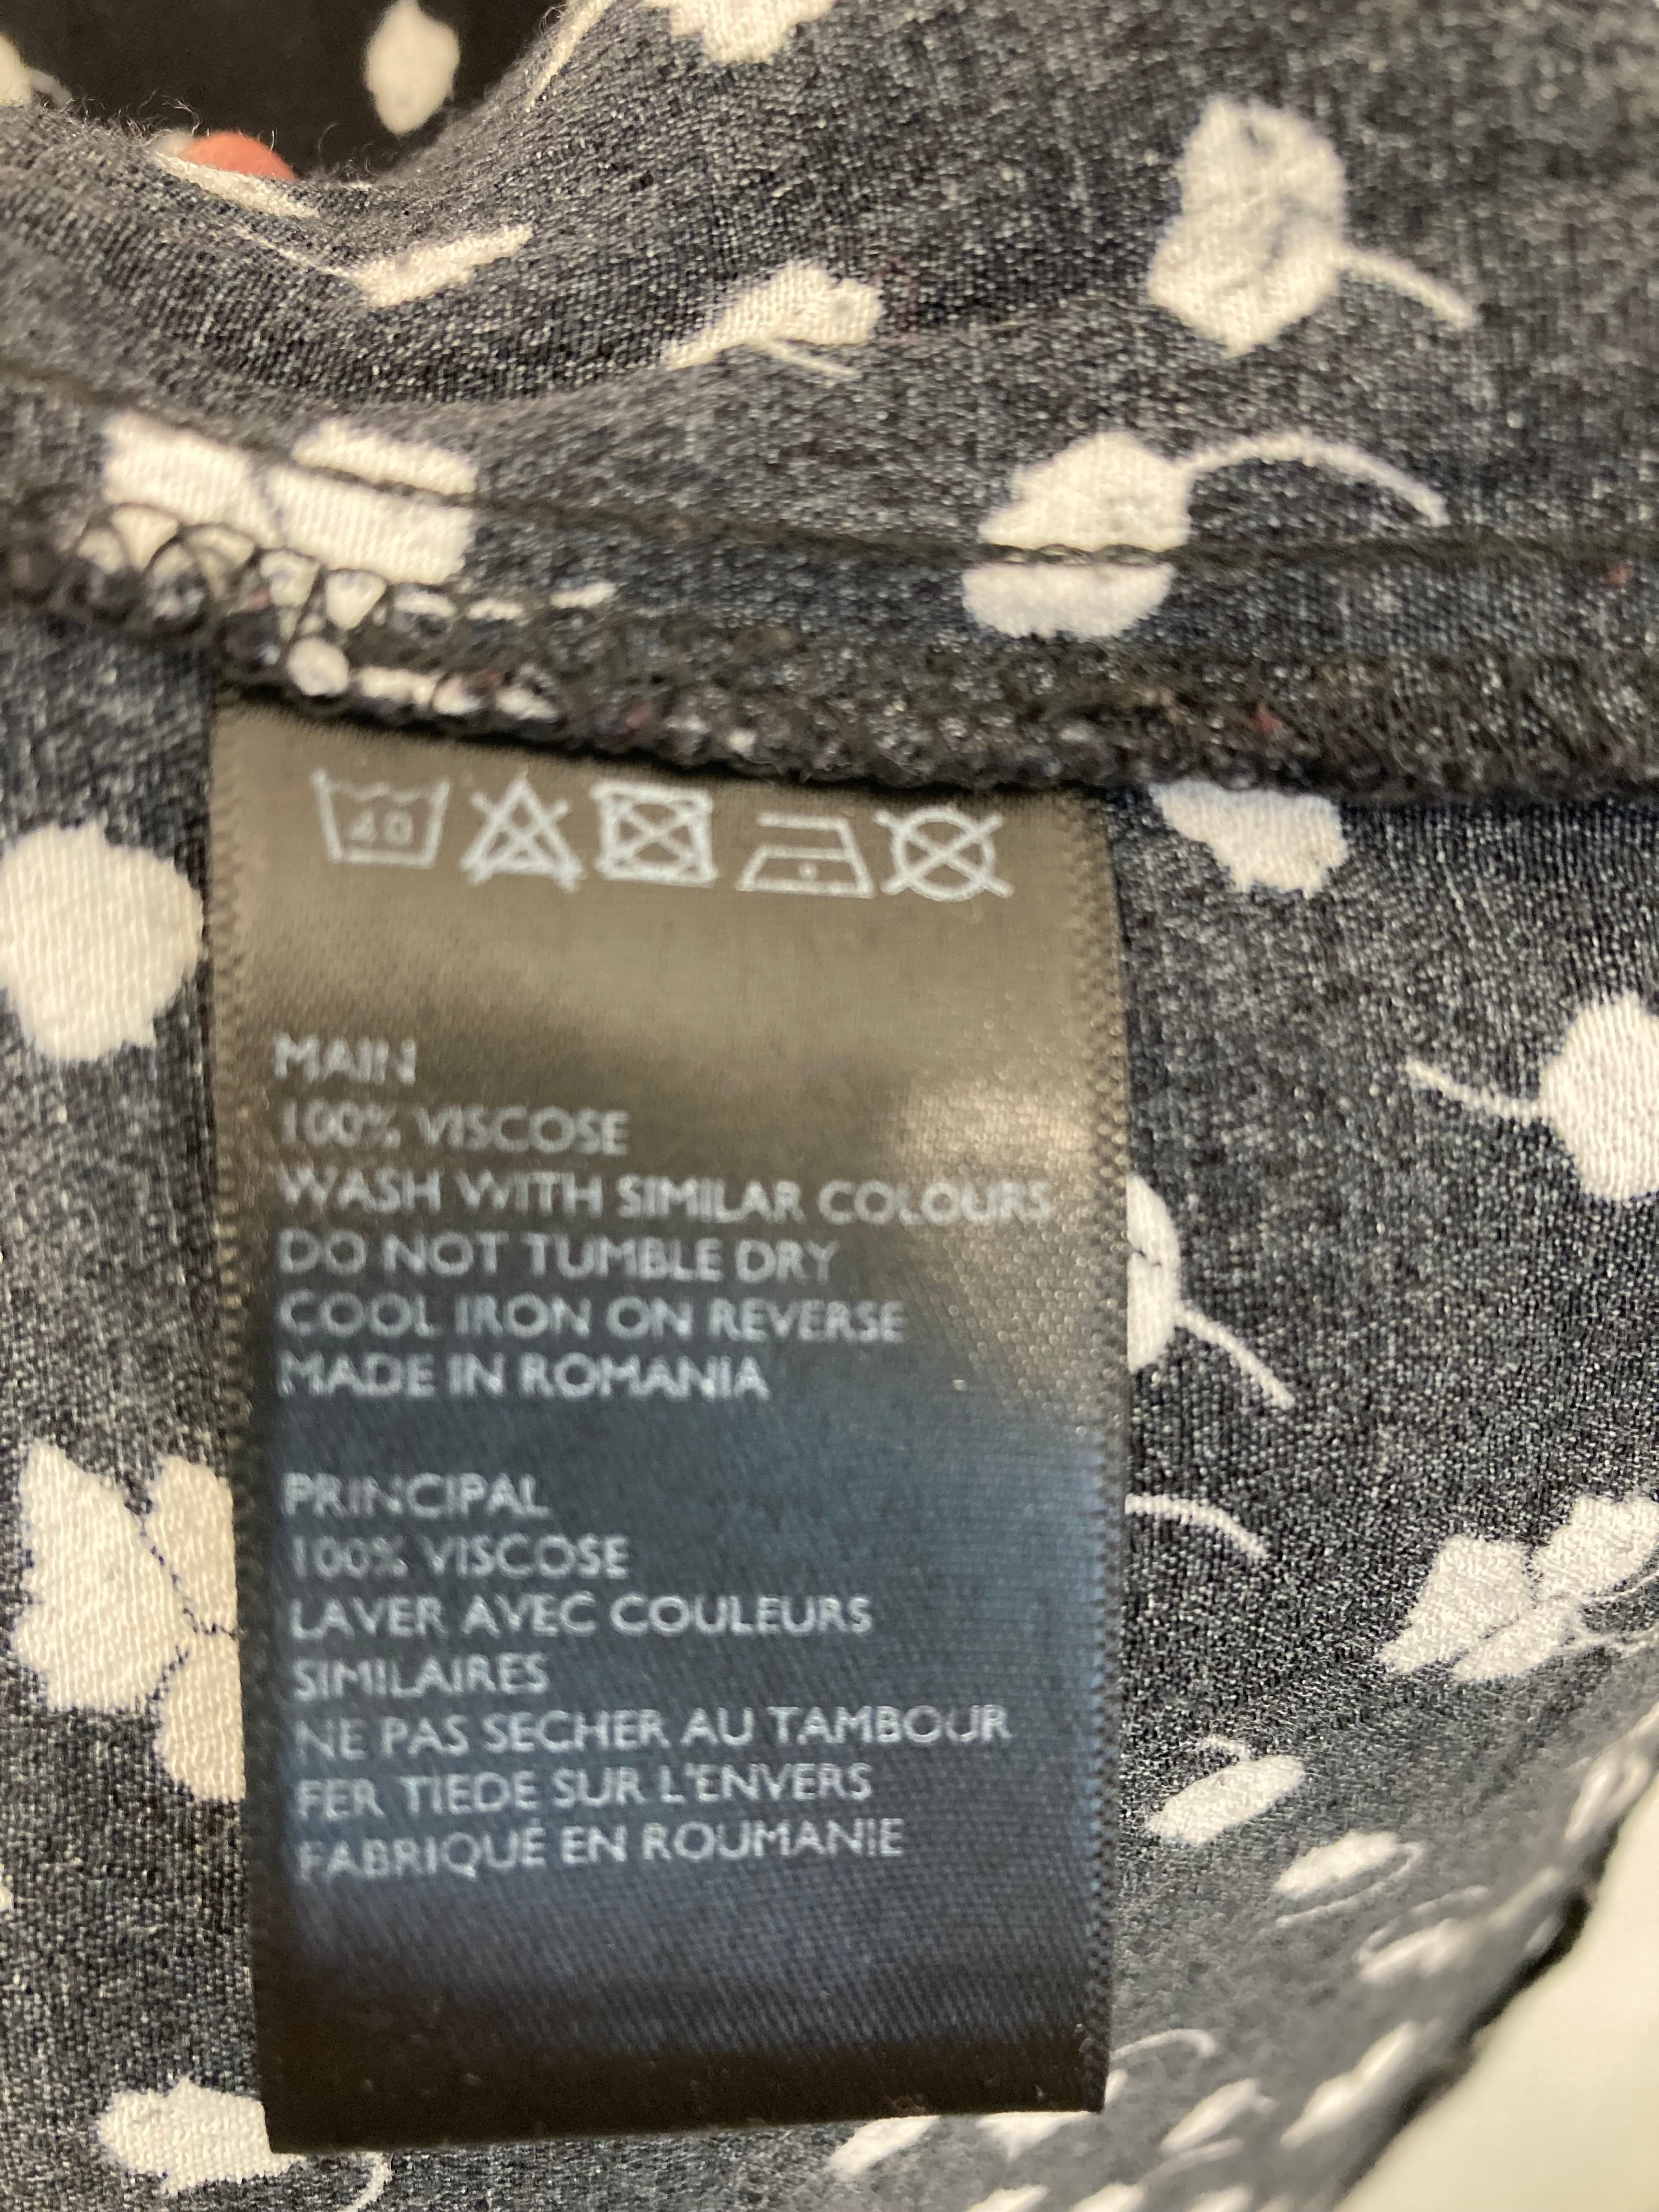 40
MAIN
100% VISCOSE
WASH WITH SIMILAR COLOURS
DO NOT TUMBLE DRY
COOL IRON ON REVERSE
MADE IN ROMANIA
PRINCIPAL
100% VISCOSE
LAVER AVEC COULEURS
SIMILAIRES
NE PAS SECHER AU TAMBOUR
FER TIEDE SUR L'ENVERS
FABRIQUÉ EN ROUMANIE